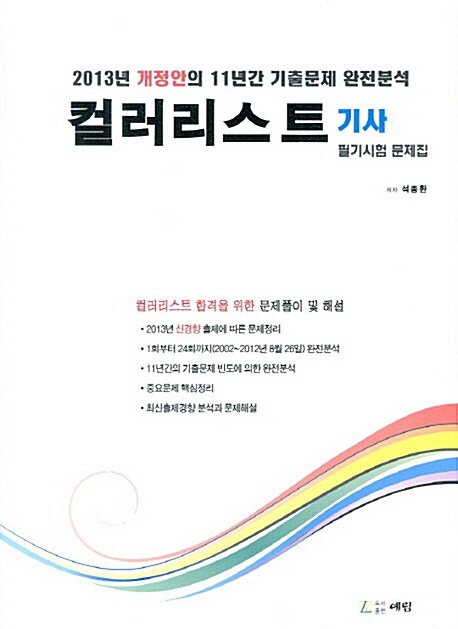 2013년 개정안의 11년간 기출문제 완전분석
컬러리스트 기사
필기시험 문제집
저자 석종환
컬러리스트 합격을 위한 문제풀이 및 해설
• 2013년 신경향 출제에 따른 문제정리
• 1회부터 24회까지(2002~2012년 8월 26일) 완전분석
• 11년간의 기출문제 빈도에 의한 완전분석
• 중요문제 핵심정리
• 최신출제경향 분석과 문제해설
도서
출판 예림